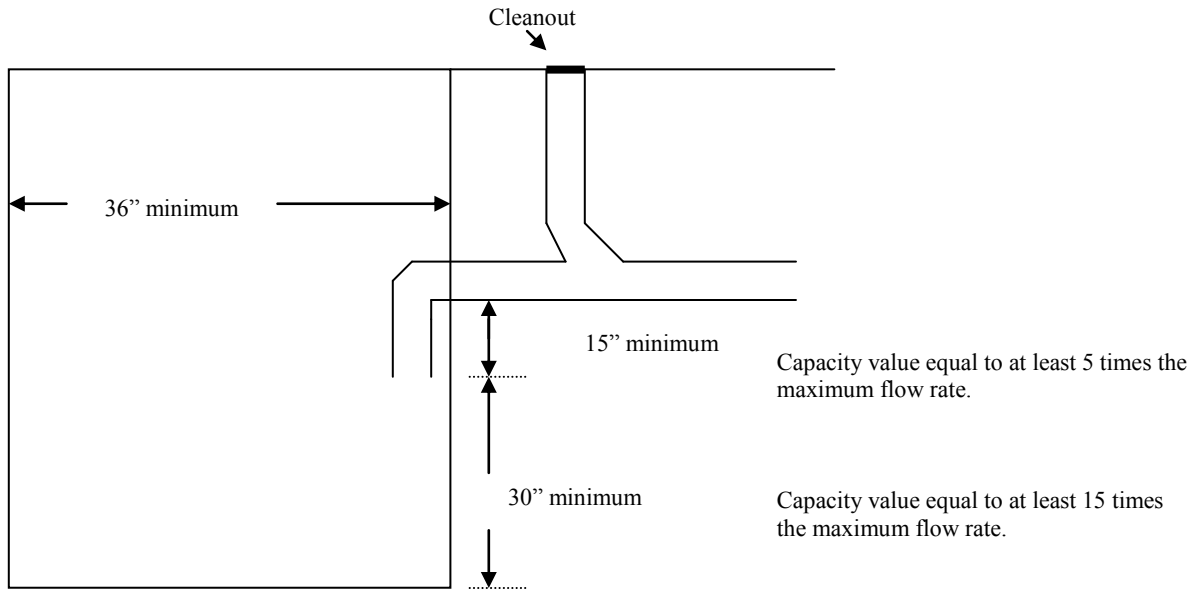 Cleanout
36” minimum
15” minimum
Capacity value equal to at least 5 times the
maximum flow rate.
30” minimum
Capacity value equal to at least 15 times
the maximum flow rate.